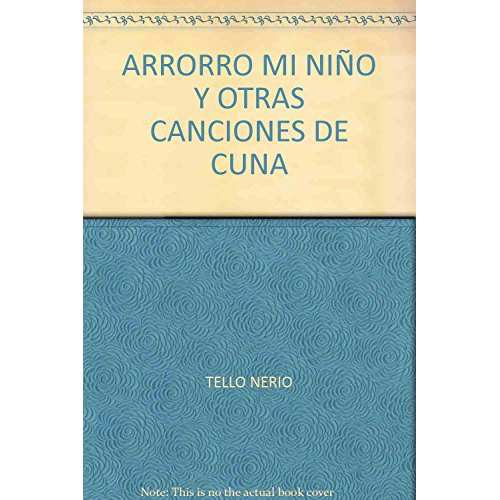 ARRORRO MI NIÑO
Y OTRAS
CANCIONES DE
CUNA
TELLO NERIO
Note: This is no the actual book cover